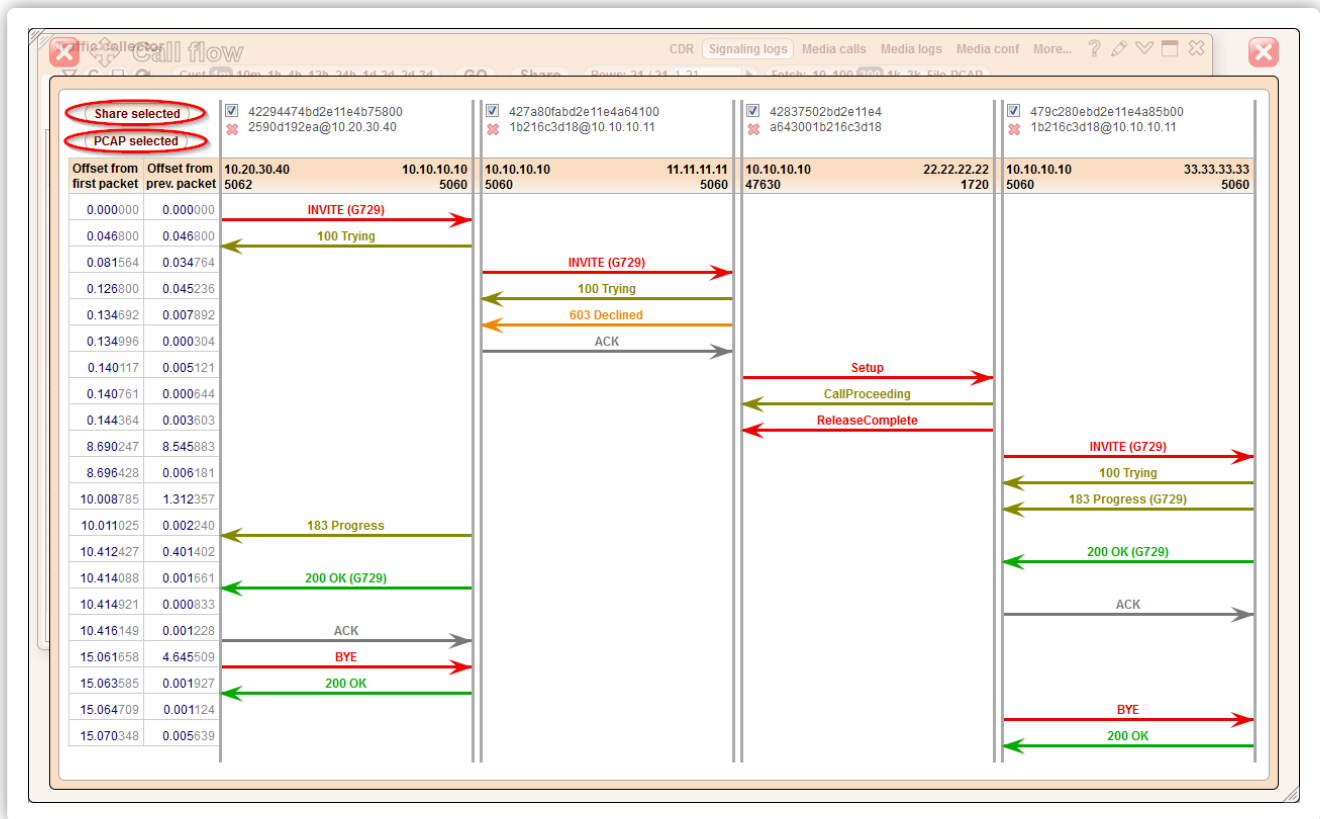 Traffic collector
Call flow
CDR Signaling logs Media calls Media logs Media conf More... ?
Share selected
PCAP selected
42294474bd2e11e4b75800
2590d192ea@10.20.30.40
427a80fabd2e11e4a64100
1b216c3d18@10.10.10.11
42837502bd2e11e4
a643001b216c3d18
479c280ebd2e11e4a85b00
1b216c3d18@10.10.10.11
Offset from first packet
Offset from prev. packet
10.20.30.40 10.10.10.10
5062 5060
10.10.10.10 11.11.11.11
5060 5060
10.10.10.10 22.22.22.22
47630 1720
10.10.10.10 33.33.33.33
5060 5060
0.000000 0.000000 INVITE (G729)
0.046800 0.046800 100 Trying
0.081564 0.034764 INVITE (G729)
0.126800 0.045236 100 Trying
0.134692 0.007892 603 Declined
0.134996 0.000304 ACK
0.140117 0.005121 Setup
0.140761 0.000644 CallProceeding
0.144364 0.003603 ReleaseComplete
8.690247 8.545883 INVITE (G729)
8.696428 0.006181 100 Trying
10.008785 1.312357 183 Progress (G729)
10.011025 0.002240 183 Progress
10.412427 0.401402 200 OK (G729)
10.414088 0.001661 200 OK (G729)
10.414921 0.000833 ACK
10.416149 0.001228 ACK
15.061658 4.645509 BYE
15.063585 0.001927 200 OK
15.064709 0.001124 BYE
15.070348 0.005639 200 OK